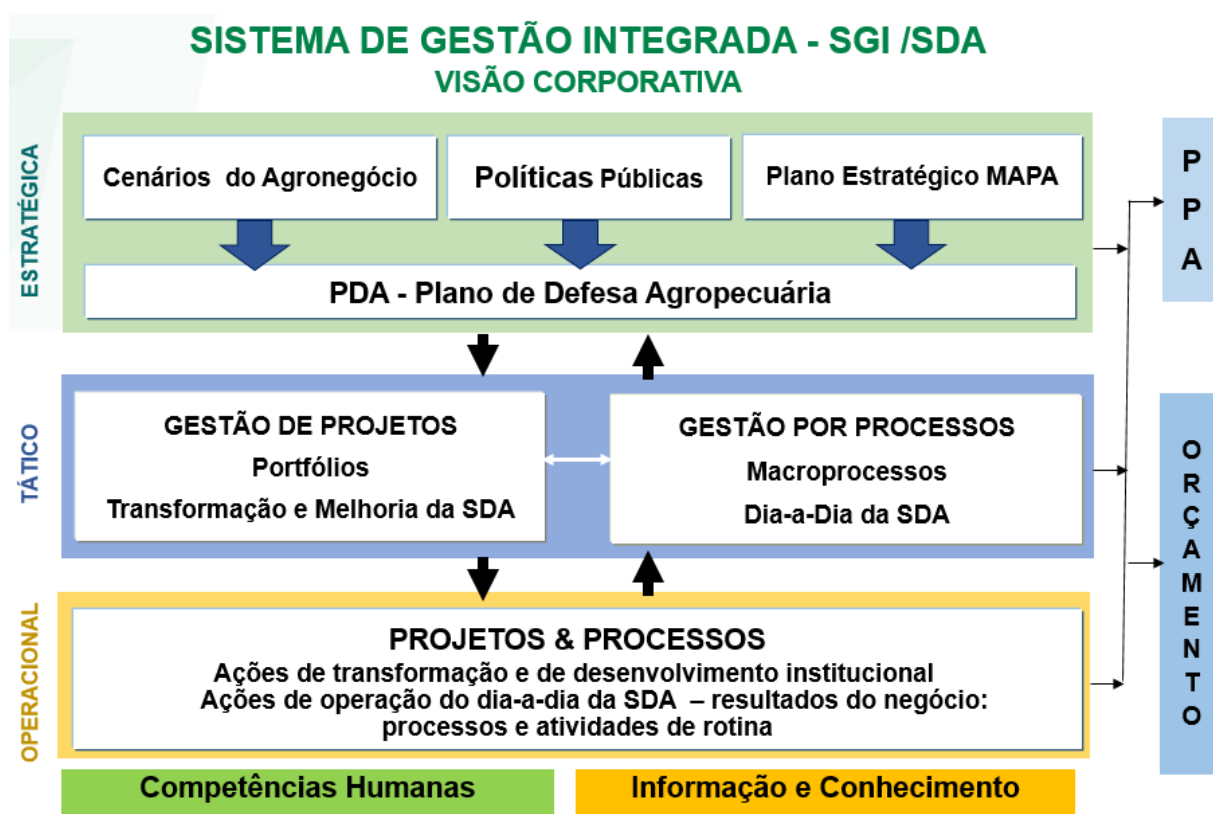 SISTEMA DE GESTÃO INTEGRADA - SGI /SDA
VISÃO CORPORATIVA
ESTRATÉGICA
Cenários do Agronegócio
Políticas Públicas
Plano Estratégico MAPA
PDA - Plano de Defesa Agropecuária
PPA
TÁTICO
GESTÃO DE PROJETOS
Portfólios
Transformação e Melhoria da SDA
GESTÃO POR PROCESSOS
Macroprocessos
Dia-a-Dia da SDA
ORÇAMENTO
OPERACIONAL
PROJETOS & PROCESSOS
Ações de transformação e de desenvolvimento institucional
Ações de operação do dia-a-dia da SDA – resultados do negócio:
processos e atividades de rotina
Competências Humanas
Informação e Conhecimento